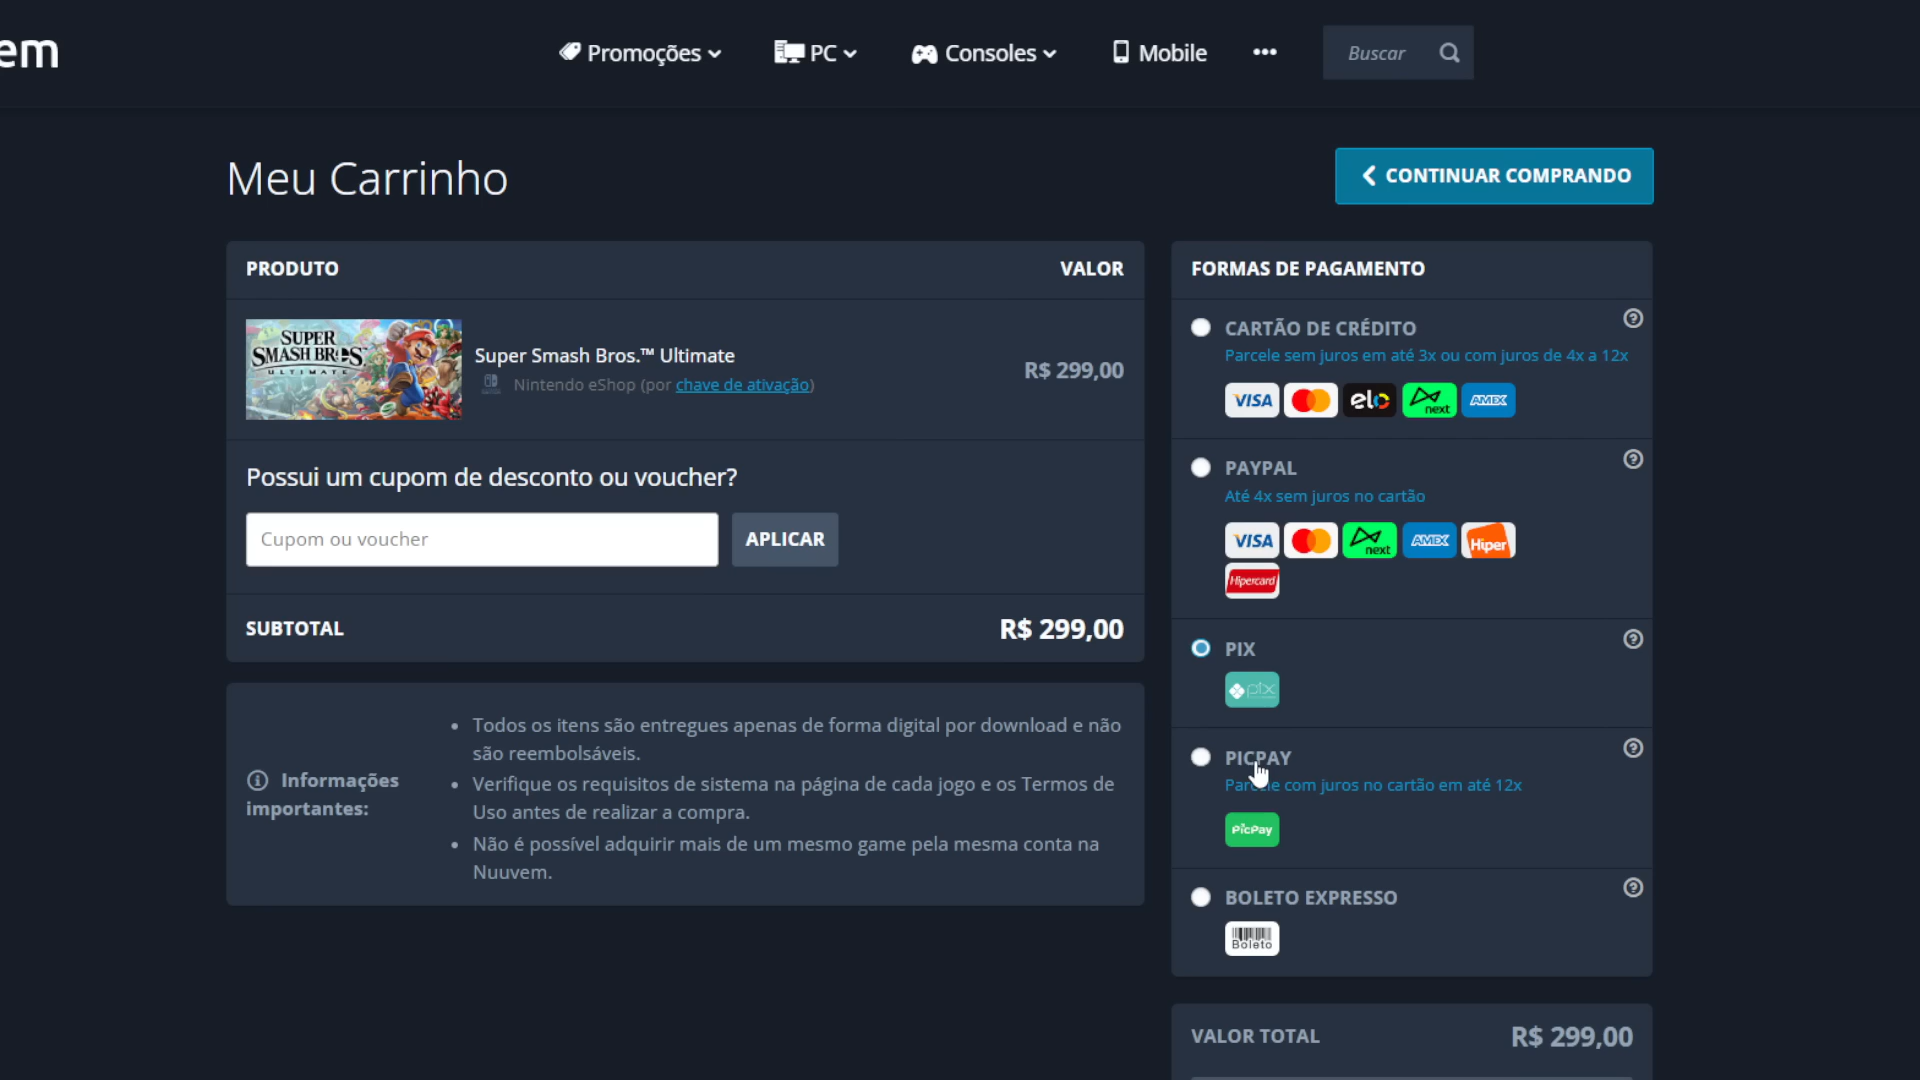 em
Promoções
PC
Consoles
Mobile
Buscar
Meu Carrinho
CONTINUAR COMPRANDO
PRODUTO
VALOR
SUPER
SMASH BROS.
ULTIMATE
Super Smash Bros.™ Ultimate
Nintendo eShop (por chave de ativação)
R$ 299,00
Possui um cupom de desconto ou voucher?
Cupom ou voucher
APLICAR
SUBTOTAL
R$ 299,00
Informações
importantes:
• Todos os itens são entregues apenas de forma digital por download e não
são reembolsáveis.
• Verifique os requisitos de sistema na página de cada jogo e os Termos de
Uso antes de realizar a compra.
• Não é possível adquirir mais de um mesmo game pela mesma conta na
Nuuvem.
FORMAS DE PAGAMENTO
CARTÃO DE CRÉDITO
Parcele sem juros em até 3x ou com juros de 4x a 12x
VISA elo next AMEX
PAYPAL
Até 4x sem juros no cartão
VISA next AMEX Hiper
Hipercard
PIX
pix
PICPAY
Parcele com juros no cartão em até 12x
PicPay
BOLETO EXPRESSO
Boleto
VALOR TOTAL
R$ 299,00